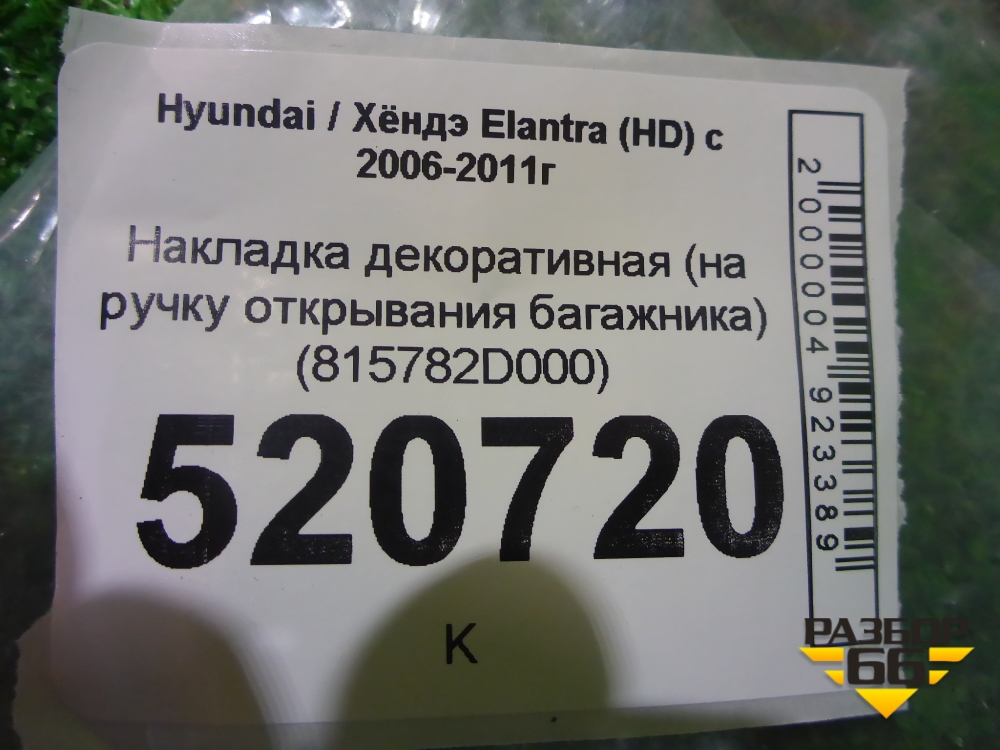 Hyundai / Хёндэ Elantra (HD) с
2006-2011г
Накладка декоративная (на
ручку открывания багажника)
(815782D000)
520720
К
2000004923389
РАЗБОР
66